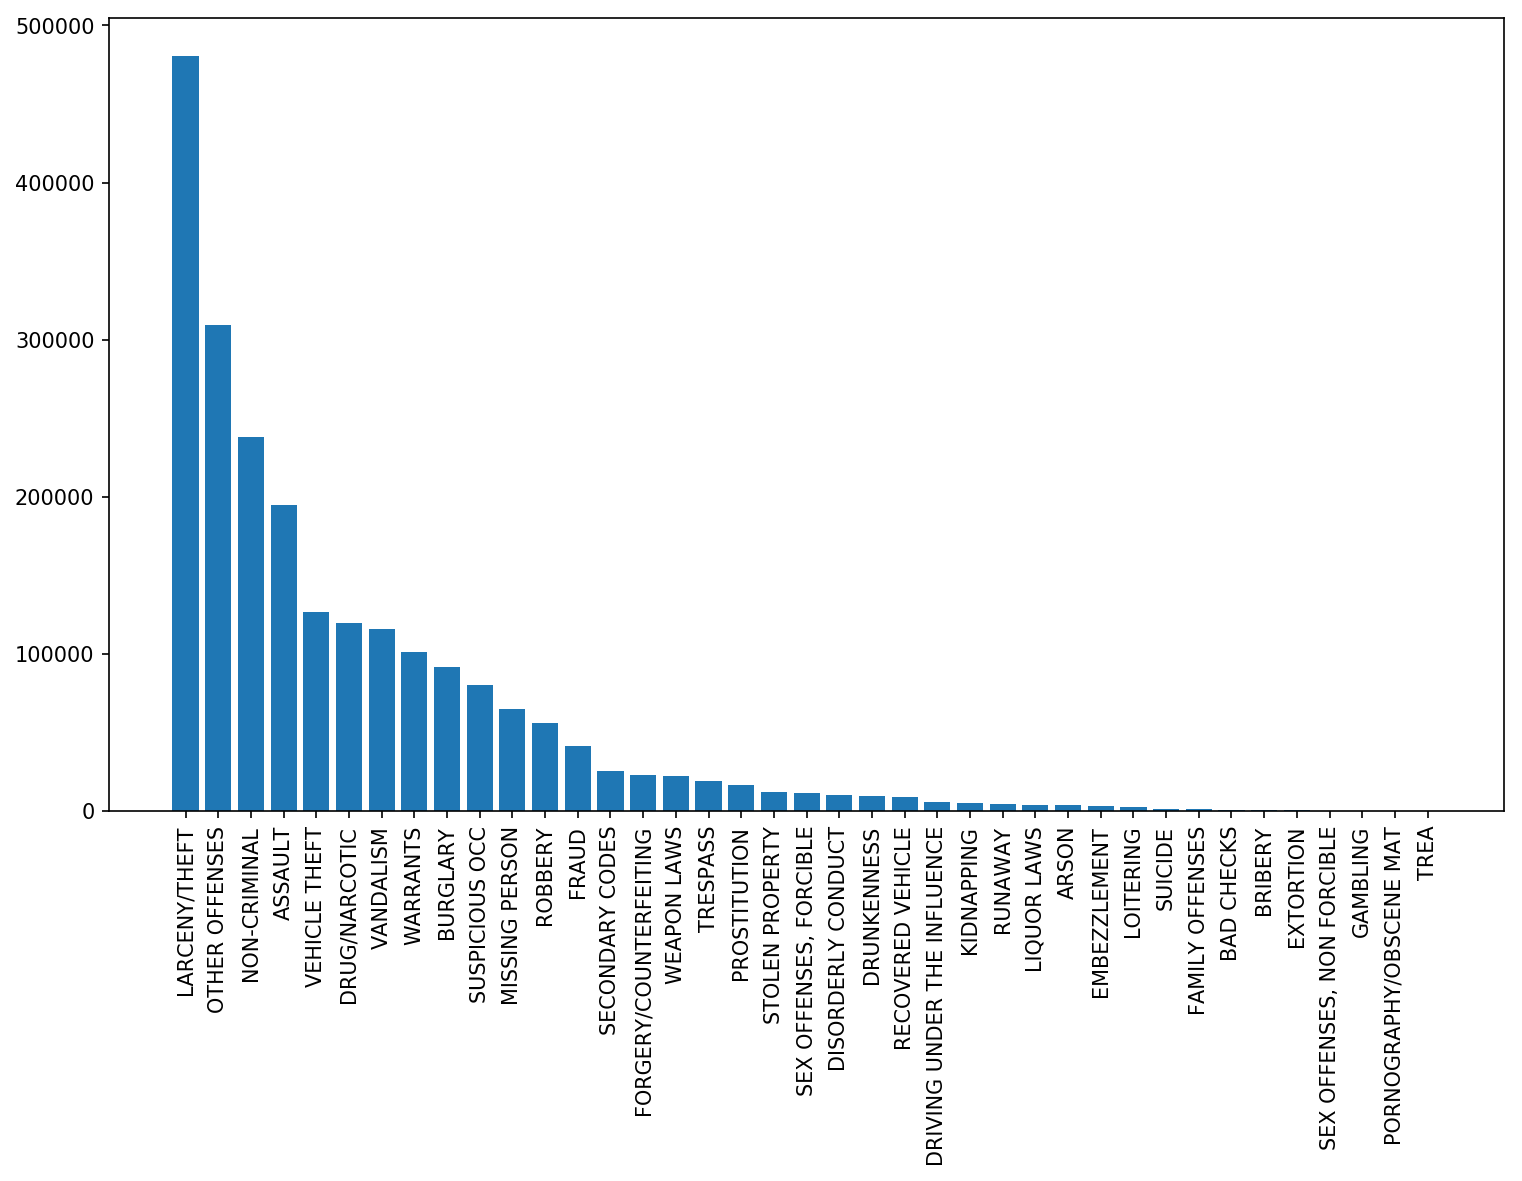 500000
400000
300000
200000
100000
0
LARCENY/THEFT
OTHER OFFENSES
NON-CRIMINAL
ASSAULT
VEHICLE THEFT
DRUG/NARCOTIC
VANDALISM
WARRANTS
BURGLARY
SUSPICIOUS OCC
MISSING PERSON
ROBBERY
FRAUD
SECONDARY CODES
FORGERY/COUNTERFEITING
WEAPON LAWS
TRESPASS
PROSTITUTION
STOLEN PROPERTY
SEX OFFENSES, FORCIBLE
DISORDERLY CONDUCT
DRUNKENNESS
RECOVERED VEHICLE
DRIVING UNDER THE INFLUENCE
KIDNAPPING
RUNAWAY
LIQUOR LAWS
ARSON
EMBEZZLEMENT
LOITERING
SUICIDE
FAMILY OFFENSES
BAD CHECKS
BRIBERY
EXTORTION
SEX OFFENSES, NON FORCIBLE
GAMBLING
PORNOGRAPHY/OBSCENE MAT
TREA